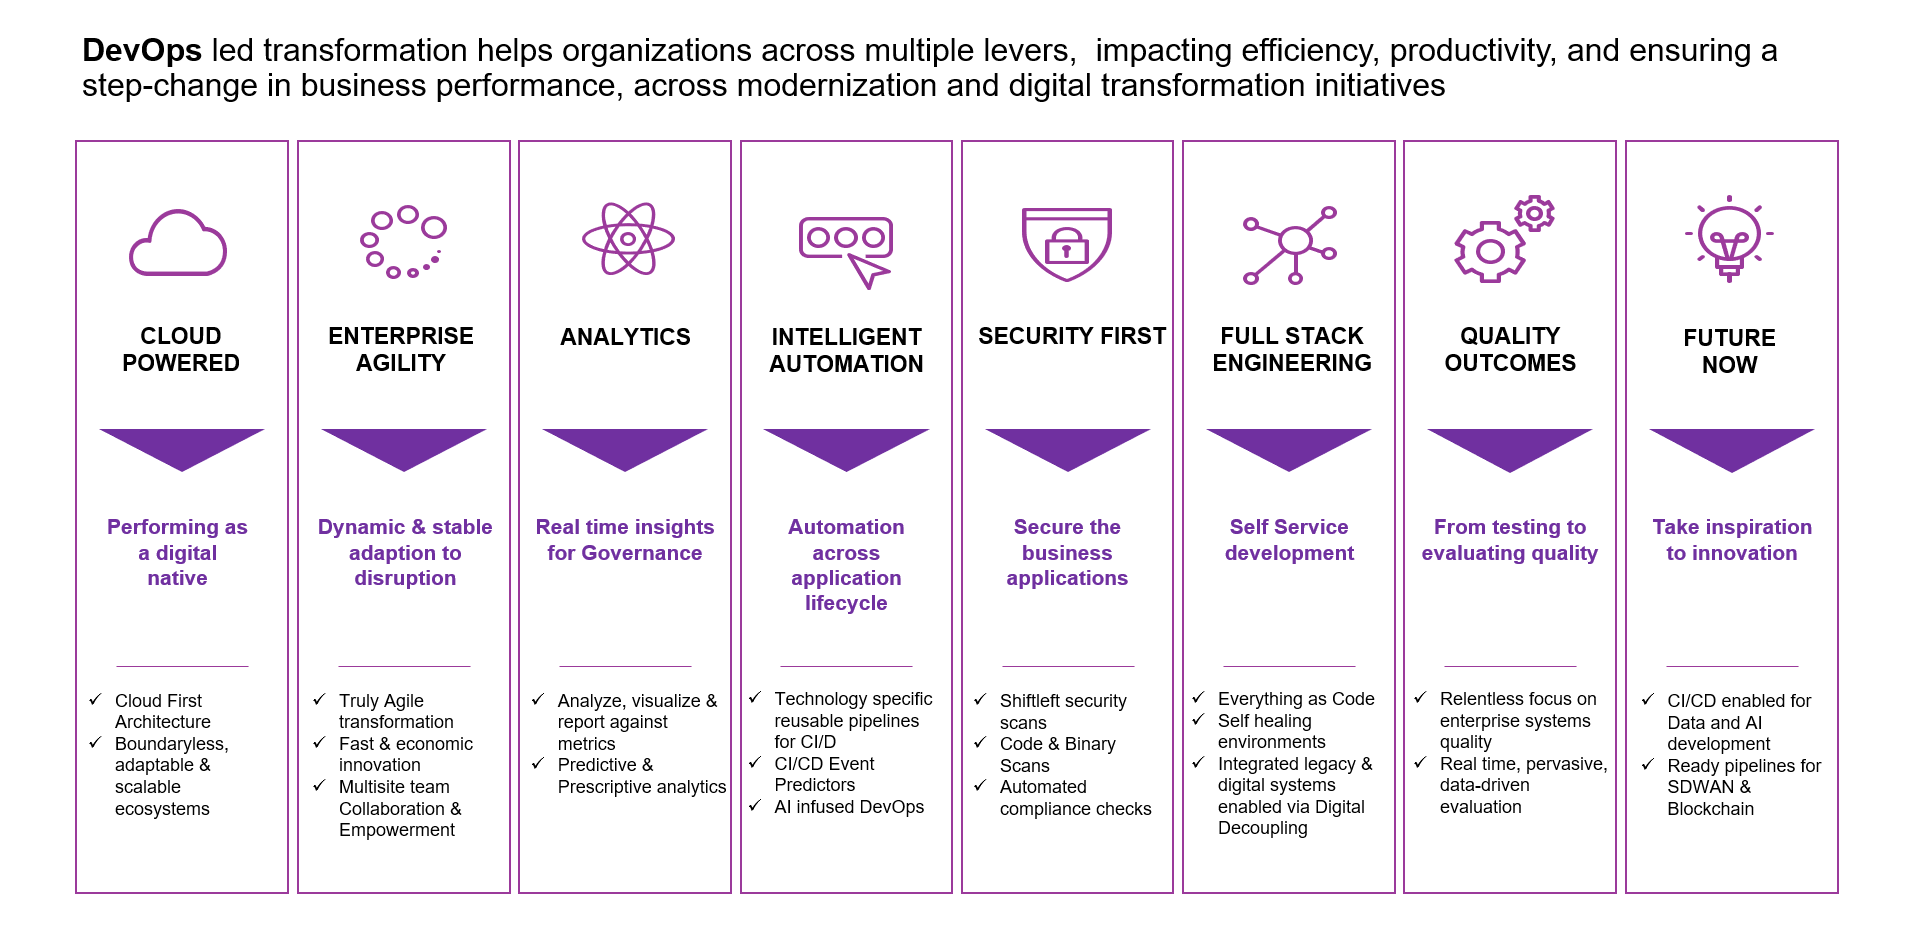 DevOps led transformation helps organizations across multiple levers,  impacting efficiency, productivity, and ensuring a
step-change in business performance, across modernization and digital transformation initiatives
CLOUD
POWERED
Performing as
a digital
native
Cloud First
Architecture
Boundaryless,
adaptable &
scalable
ecosystems
ENTERPRISE
AGILITY
Dynamic & stable
adaption to
disruption
Truly Agile
transformation
Fast & economic
innovation
Multisite team
Collaboration &
Empowerment
ANALYTICS
Real time insights
for Governance
Analyze, visualize &
report against
metrics
Predictive &
Prescriptive analytics
INTELLIGENT
AUTOMATION
Automation
across
application
lifecycle
Technology specific
reusable pipelines
for CI/D
CI/CD Event
Predictors
AI infused DevOps
SECURITY FIRST
Secure the
business
applications
Shiftleft security
scans
Code & Binary
Scans
Automated
compliance checks
FULL STACK
ENGINEERING
Self Service
development
Everything as Code
Self healing
environments
Integrated legacy &
digital systems
enabled via Digital
Decoupling
QUALITY
OUTCOMES
From testing to
evaluating quality
Relentless focus on
enterprise systems
quality
Real time, pervasive,
data-driven
evaluation
FUTURE
NOW
Take inspiration
to innovation
CI/CD enabled for
Data and AI
development
Ready pipelines for
SDWAN &
Blockchain